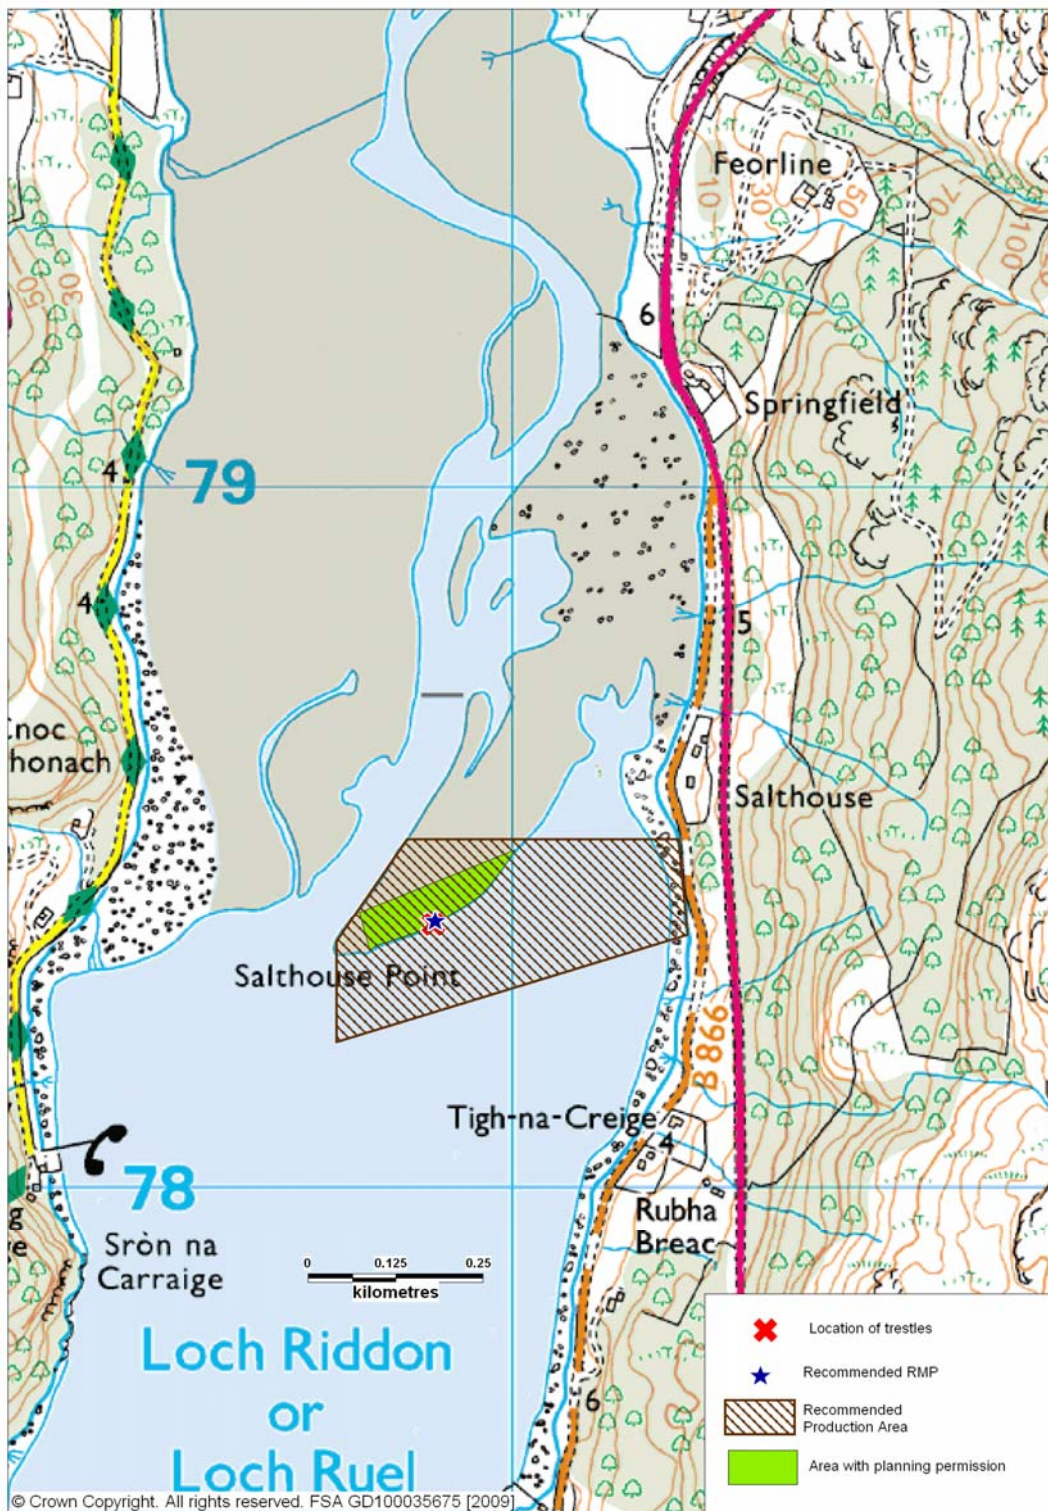 Feorline
10
30
50
70
100
50
30
6
Springfield
4
79
4
5
Salthouse
Salthouse Point
B 866
Tigh-na-Creige
4
78
Rubha
Breac
Sròn na
Carraige
0 0.125 0.25
kilometres
Loch Riddon
or
Loch Ruel
6
Location of trestles
Recommended RMP
Recommended
Production Area
Area with planning permission
© Crown Copyright. All rights reserved. FSA GD100035675 [2009]